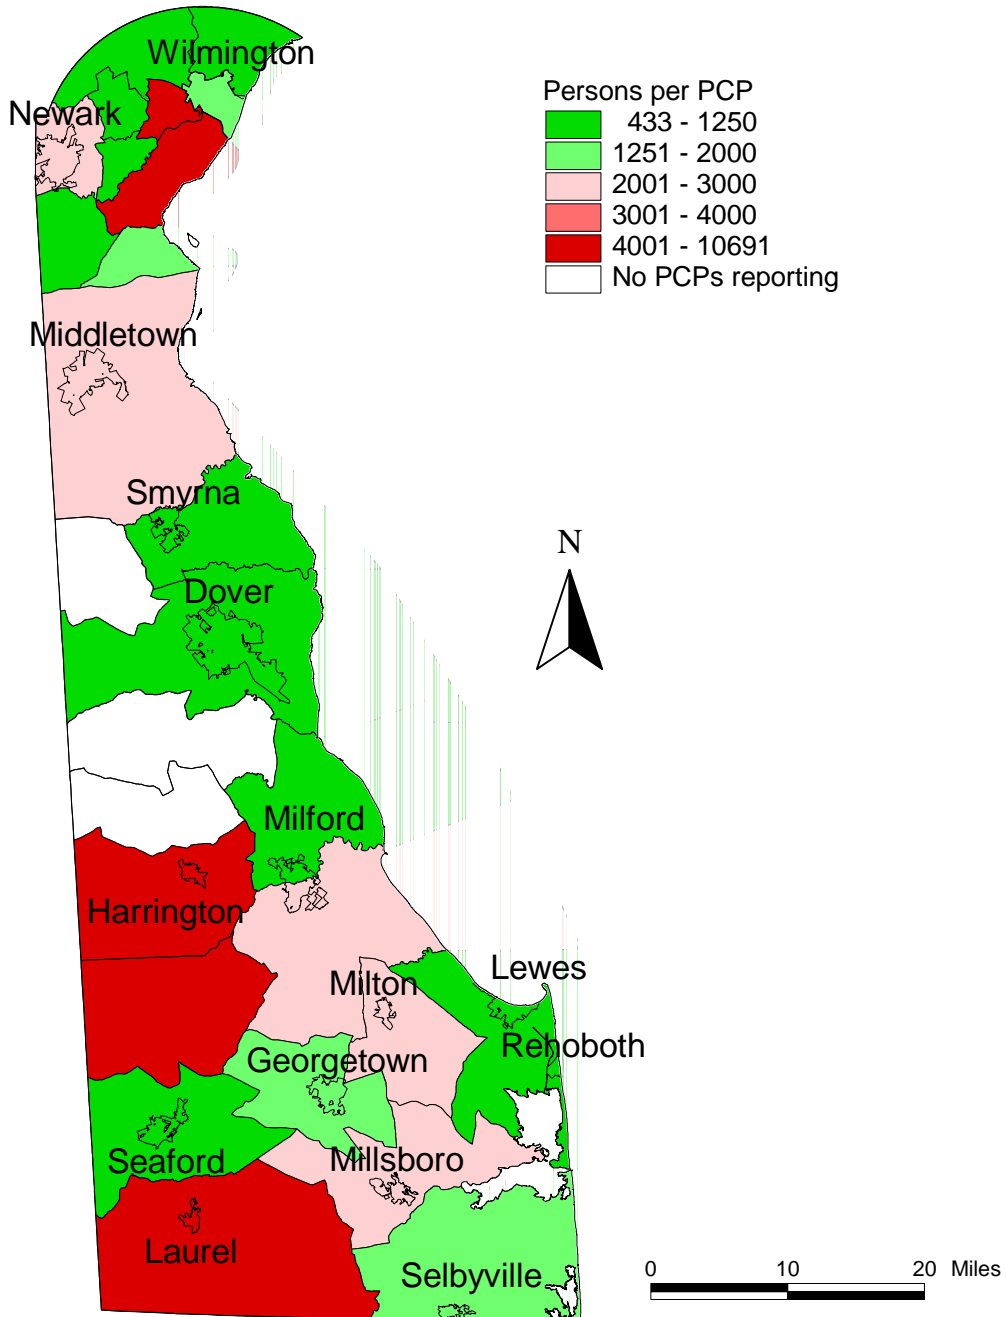 Wilmington
Newark
Persons per PCP
433 - 1250
1251 - 2000
2001 - 3000
3001 - 4000
4001 - 10691
No PCPs reporting
Middletown
Smyrna
N
Dover
Milford
Harrington
Lewes
Milton
Rehoboth
Georgetown
Seaford
Millsboro
Laurel
Selbyville
0 10 20 Miles